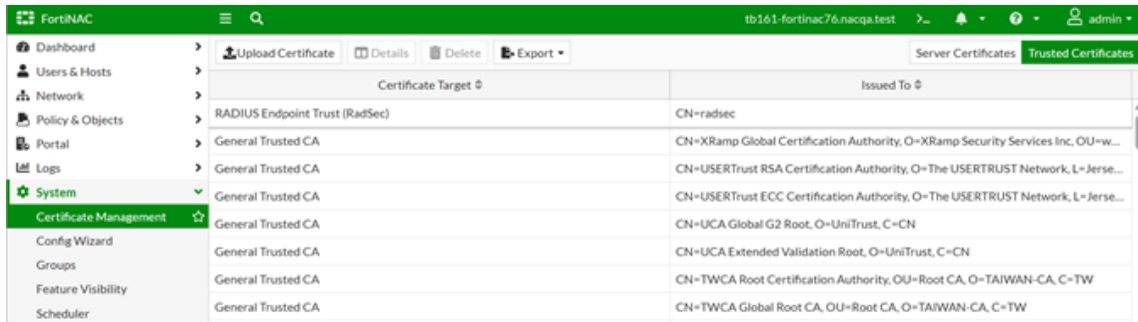 FortiNAC tb161-fortinac76.nacqa.test >_ admin
Dashboard
Users & Hosts
Network
Policy & Objects
Portal
Logs
System
Certificate Management
Config Wizard
Groups
Feature Visibility
Scheduler
Upload Certificate Details Delete Export Server Certificates Trusted Certificates
Certificate Target Issued To
RADIUS Endpoint Trust (RadSec) CN=radsec
General Trusted CA CN=XRamp Global Certification Authority, O=XRamp Security Services Inc, OU=w...
General Trusted CA CN=USERTrust RSA Certification Authority, O=The USERTRUST Network, L=Jerse...
General Trusted CA CN=USERTrust ECC Certification Authority, O=The USERTRUST Network, L=Jerse...
General Trusted CA CN=UCA Global G2 Root, O=UniTrust, C=CN
General Trusted CA CN=UCA Extended Validation Root, O=UniTrust, C=CN
General Trusted CA CN=TWCA Root Certification Authority, OU=Root CA, O=TAIWAN-CA, C=TW
General Trusted CA CN=TWCA Global Root CA, OU=Root CA, O=TAIWAN-CA, C=TW